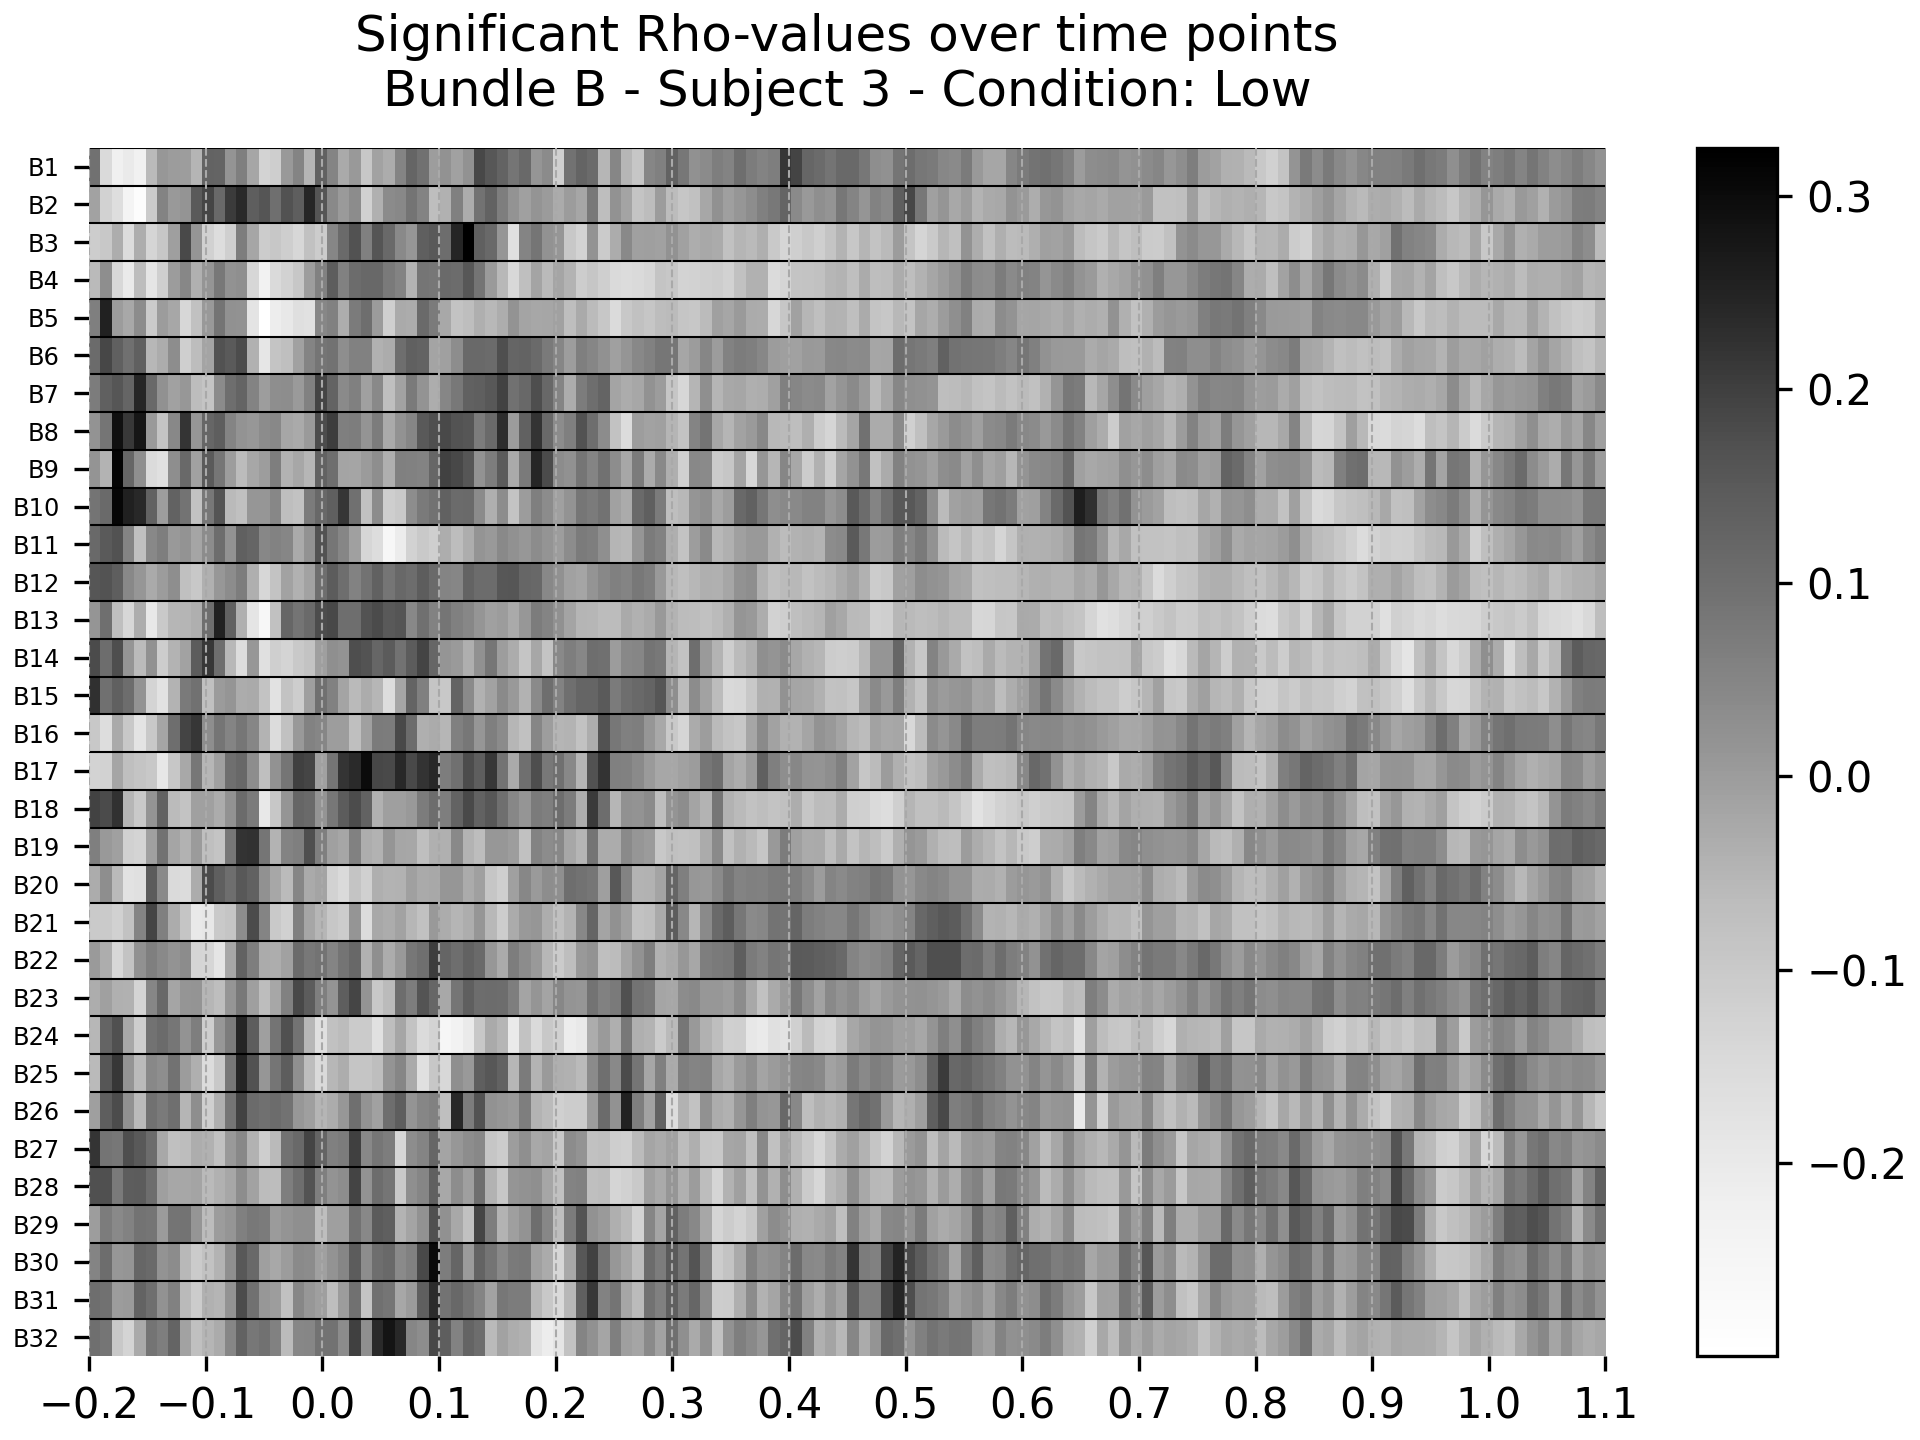 Significant Rho-values over time points
Bundle B - Subject 3 - Condition: Low
B1
B2
B3
B4
B5
B6
B7
B8
B9
B10
B11
B12
B13
B14
B15
B16
B17
B18
B19
B20
B21
B22
B23
B24
B25
B26
B27
B28
B29
B30
B31
B32
−0.2 −0.1 0.0 0.1 0.2 0.3 0.4 0.5 0.6 0.7 0.8 0.9 1.0 1.1
0.3
0.2
0.1
0.0
−0.1
−0.2